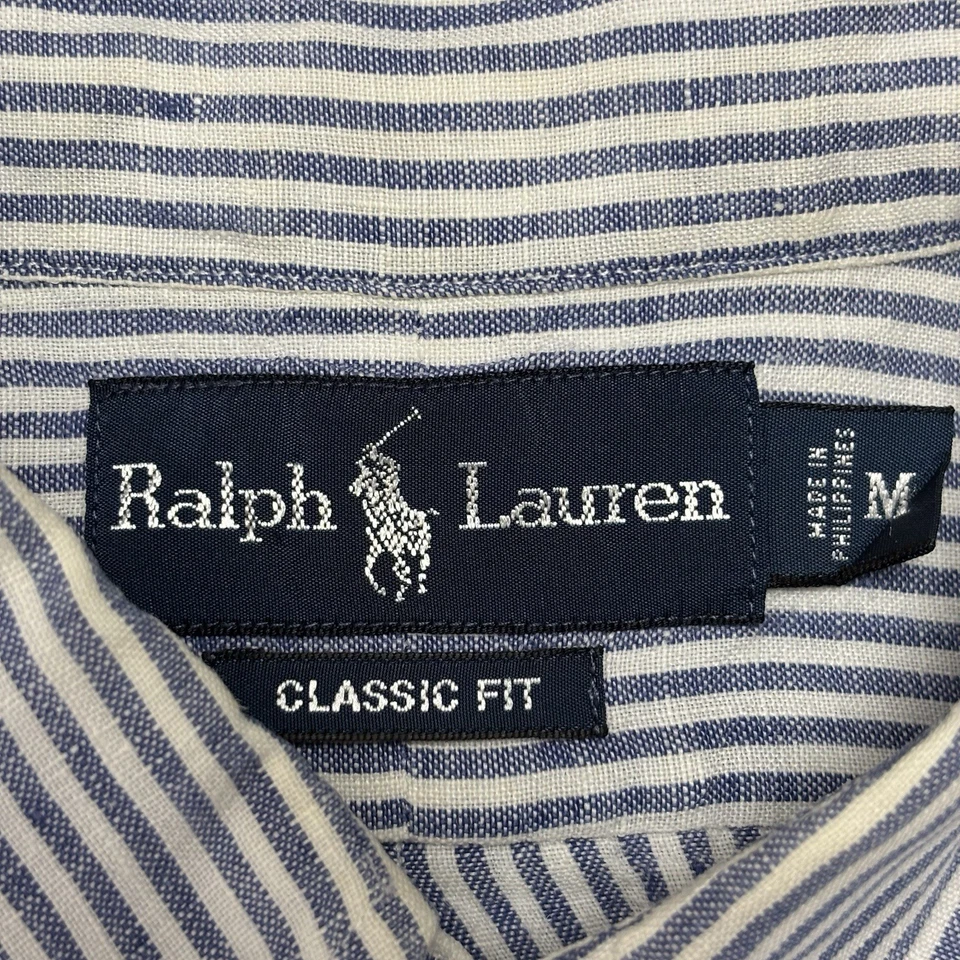 Ralph Lauren
MADE IN
PHILIPPINES
M
CLASSIC FIT